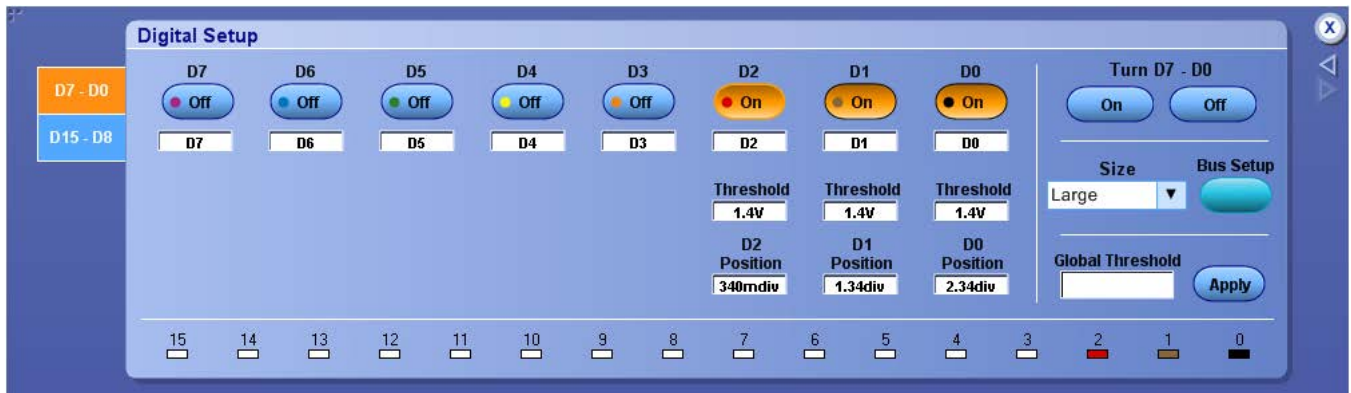 Digital Setup
X
D7 - D0
D15 - D8
D7 D6 D5 D4 D3 D2 D1 D0
Off Off Off Off Off On On On
D7 D6 D5 D4 D3 D2 D1 D0
Threshold Threshold Threshold
1.4V 1.4V 1.4V
D2 Position D1 Position D0 Position
340mdiv 1.34div 2.34div
Turn D7 - D0
On Off
Size
Large ▼
Bus Setup
Global Threshold
Apply
15 14 13 12 11 10 9 8 7 6 5 4 3 2 1 0